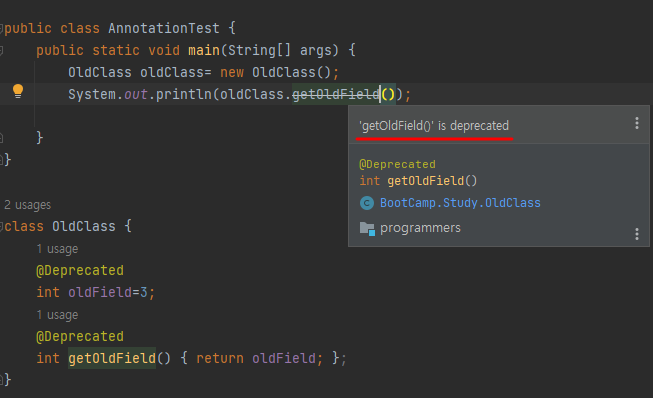 public class AnnotationTest {
public static void main(String[] args) {
OldClass oldClass= new OldClass();
System.out.println(oldClass.getOldField());
'getOldField()' is deprecated
@Deprecated
int getOldField()
C BootCamp.Study.OldClass
programmers
}
}
2 usages
class OldClass {
1 usage
@Deprecated
int oldField=3;
1 usage
@Deprecated
int getOldField() { return oldField; };
}